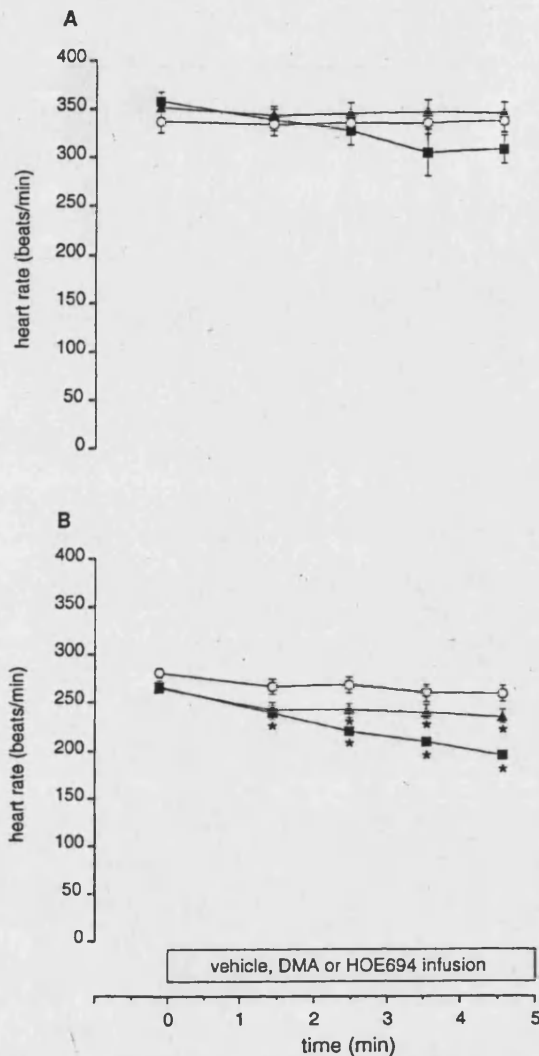 A
400
350
300
250
200
150
100
50
0
heart rate (beats/min)
B
400
350
300
250
200
150
100
50
0
heart rate (beats/min)
vehicle, DMA or HOE694 infusion
0 1 2 3 4 5
time (min)